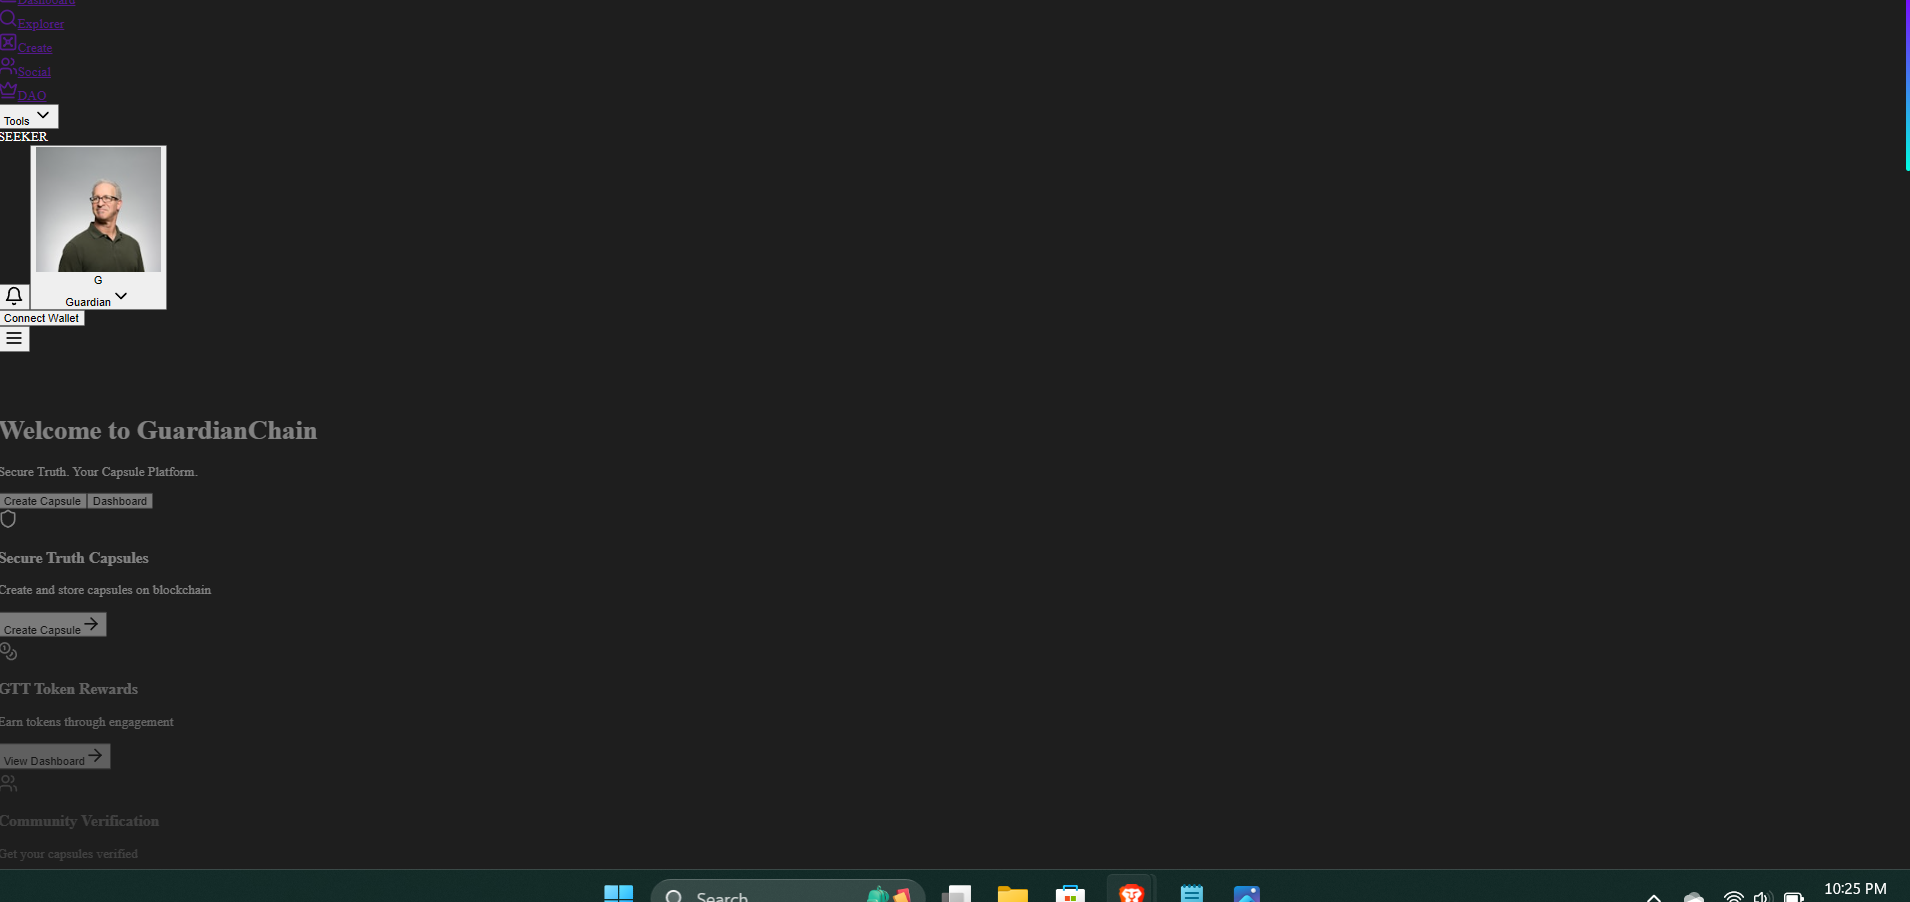 Dashboard
Explorer
Create
Social
DAO
Tools
SEEKER
G
Guardian
Connect Wallet
Welcome to GuardianChain
Secure Truth. Your Capsule Platform.
Create Capsule Dashboard
Secure Truth Capsules
Create and store capsules on blockchain
Create Capsule
GTT Token Rewards
Earn tokens through engagement
View Dashboard
Community Verification
Get your capsules verified
Search
10:25 PM